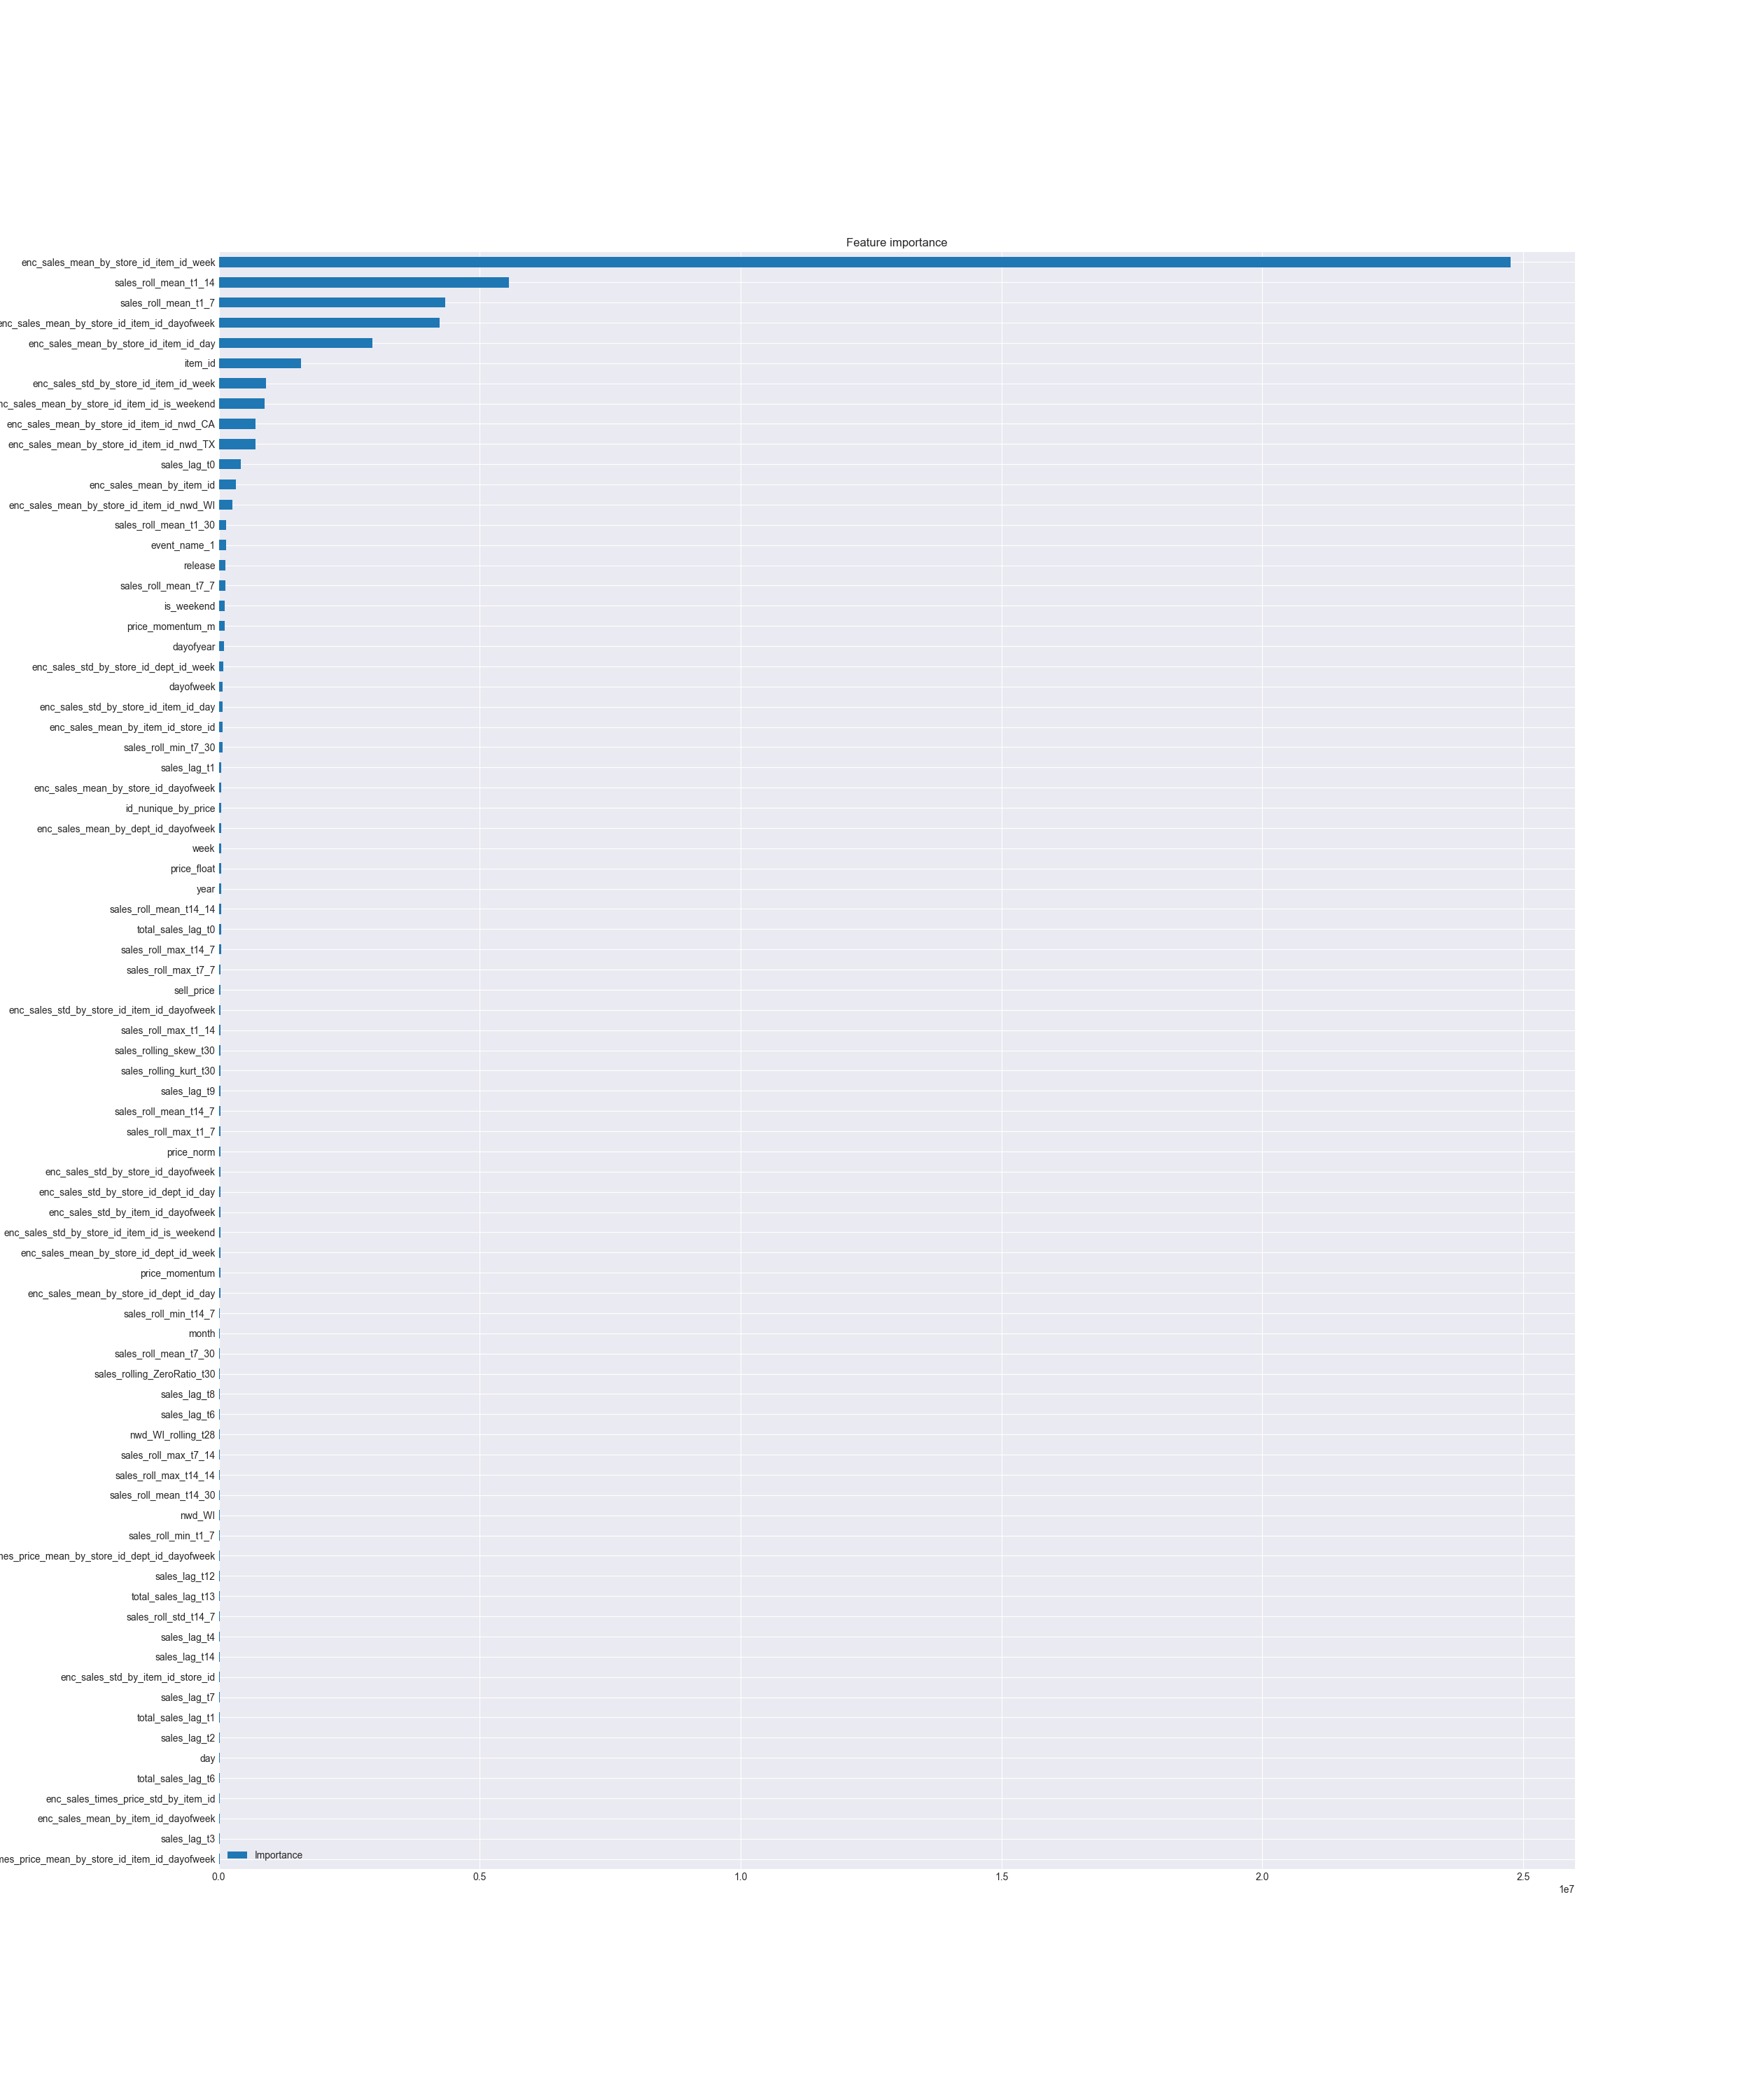 Feature importance
enc_sales_mean_by_store_id_item_id_week
sales_roll_mean_t1_14
sales_roll_mean_t1_7
enc_sales_mean_by_store_id_item_id_dayofweek
enc_sales_mean_by_store_id_item_id_day
item_id
enc_sales_std_by_store_id_item_id_week
nc_sales_mean_by_store_id_item_id_is_weekend
enc_sales_mean_by_store_id_item_id_nwd_CA
enc_sales_mean_by_store_id_item_id_nwd_TX
sales_lag_t0
enc_sales_mean_by_item_id
enc_sales_mean_by_store_id_item_id_nwd_WI
sales_roll_mean_t1_30
event_name_1
release
sales_roll_mean_t7_7
is_weekend
price_momentum_m
dayofyear
enc_sales_std_by_store_id_dept_id_week
dayofweek
enc_sales_std_by_store_id_item_id_day
enc_sales_mean_by_item_id_store_id
sales_roll_min_t7_30
sales_lag_t1
enc_sales_mean_by_store_id_dayofweek
id_nunique_by_price
enc_sales_mean_by_dept_id_dayofweek
week
price_float
year
sales_roll_mean_t14_14
total_sales_lag_t0
sales_roll_max_t14_7
sales_roll_max_t7_7
sell_price
enc_sales_std_by_store_id_item_id_dayofweek
sales_roll_max_t1_14
sales_rolling_skew_t30
sales_rolling_kurt_t30
sales_lag_t9
sales_roll_mean_t14_7
sales_roll_max_t1_7
price_norm
enc_sales_std_by_store_id_dayofweek
enc_sales_std_by_store_id_dept_id_day
enc_sales_std_by_item_id_dayofweek
enc_sales_std_by_store_id_item_id_is_weekend
enc_sales_mean_by_store_id_dept_id_week
price_momentum
enc_sales_mean_by_store_id_dept_id_day
sales_roll_min_t14_7
month
sales_roll_mean_t7_30
sales_rolling_ZeroRatio_t30
sales_lag_t8
sales_lag_t6
nwd_WI_rolling_t28
sales_roll_max_t7_14
sales_roll_max_t14_14
sales_roll_mean_t14_30
nwd_WI
sales_roll_min_t1_7
nes_price_mean_by_store_id_dept_id_dayofweek
sales_lag_t12
total_sales_lag_t13
sales_roll_std_t14_7
sales_lag_t4
sales_lag_t14
enc_sales_std_by_item_id_store_id
sales_lag_t7
total_sales_lag_t1
sales_lag_t2
day
total_sales_lag_t6
enc_sales_times_price_std_by_item_id
enc_sales_mean_by_item_id_dayofweek
sales_lag_t3
nes_price_mean_by_store_id_item_id_dayofweek
Importance
0.0 0.5 1.0 1.5 2.0 2.5
1e7